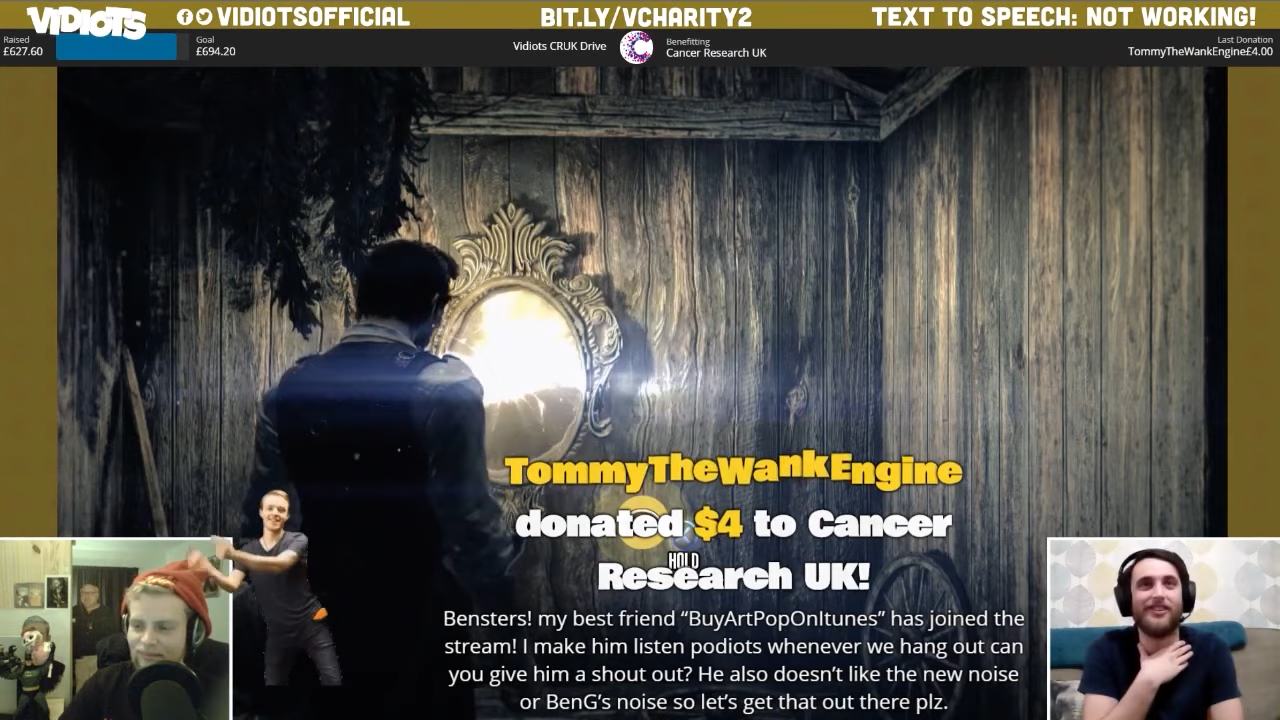 VIDIOTS
VIDIOTSOFFICIAL
BIT.LY/VCHARITY2
TEXT TO SPEECH: NOT WORKING!
Raised
£627.60
Goal
£694.20
Vidiots CRUK Drive
Benefitting
Cancer Research UK
Last Donation
TommyTheWankEngine£4.00
TommyTheWankEngine
donated $4 to Cancer
HOLD
Research UK!
Bensters! my best friend “BuyArtPopOnItunes” has joined the
stream! I make him listen podiots whenever we hang out can
you give him a shout out? He also doesn’t like the new noise
or BenG’s noise so let’s get that out there plz.